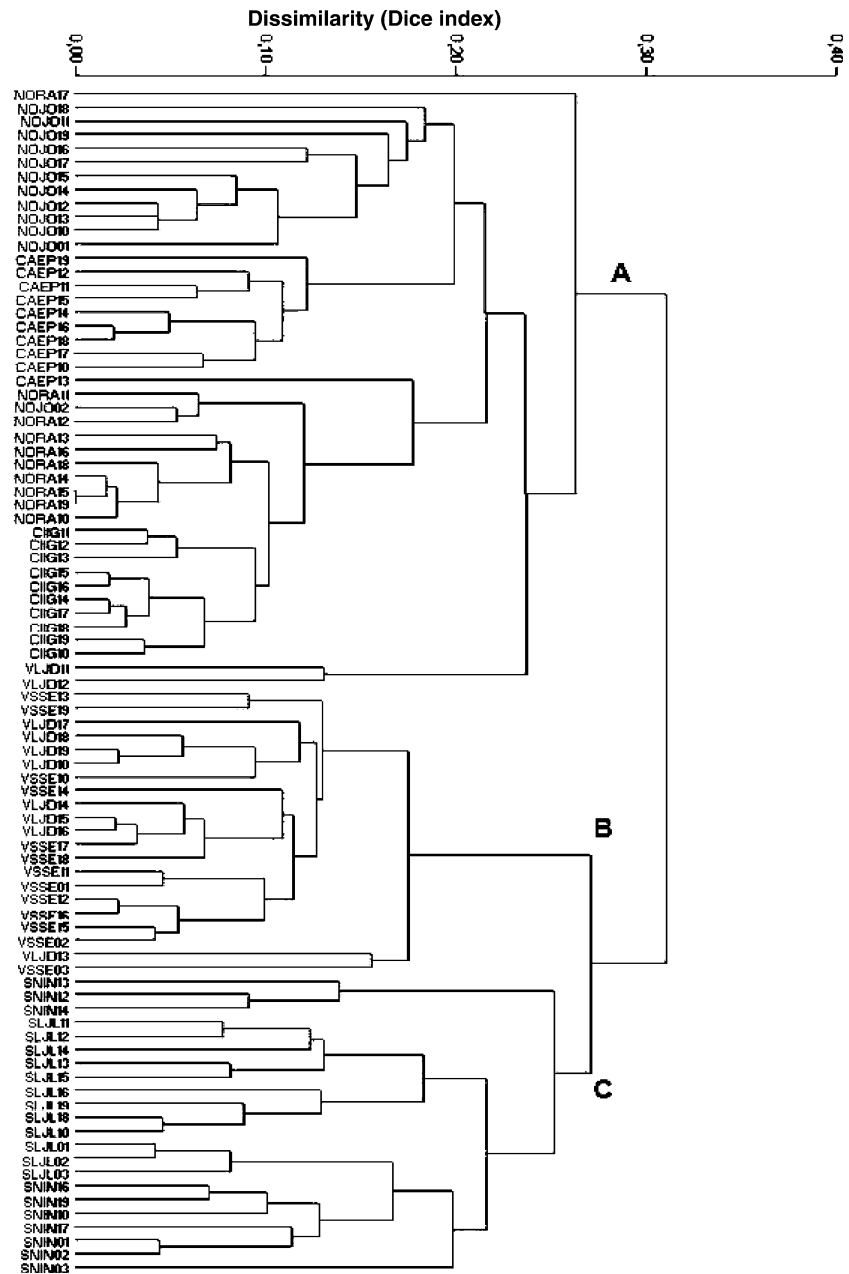 Dissimilarity (Dice index)
0,00
0,10
0,20
0,30
0,40
NORA17
NOJO18
NOJO11
NOJO19
NOJO16
NOJO17
NOJO15
NOJO14
NOJO12
NOJO13
NOJO10
NOJO01
CAEP19
CAEP12
CAEP11
CAEP15
CAEP14
CAEP16
CAEP18
CAEP17
CAEP10
CAEP13
NORA11
NOJO02
NORA12
NORA13
NORA16
NORA18
NORA14
NORA15
NORA19
NORA10
CIIG11
CIIG12
CIIG13
CIIG15
CIIG16
CIIG14
CIIG17
CIIG18
CIIG19
CIIG10
VLJD11
VLJD12
VSSE13
VSSE19
VLJD17
VLJD18
VLJD19
VLJD10
VSSE10
VSSE14
VLJD14
VLJD15
VLJD16
VSSE17
VSSE18
VSSE11
VSSE01
VSSE12
VSSE16
VSSE15
VSSE02
VLJD13
VSSE03
SNIN13
SNIN12
SNIN14
SLJL11
SLJL12
SLJL14
SLJL13
SLJL15
SLJL16
SLJL19
SLJL18
SLJL10
SLJL01
SLJL02
SLJL03
SNIN16
SNIN19
SNIN10
SNIN17
SNIN01
SNIN02
SNIN03
A
B
C